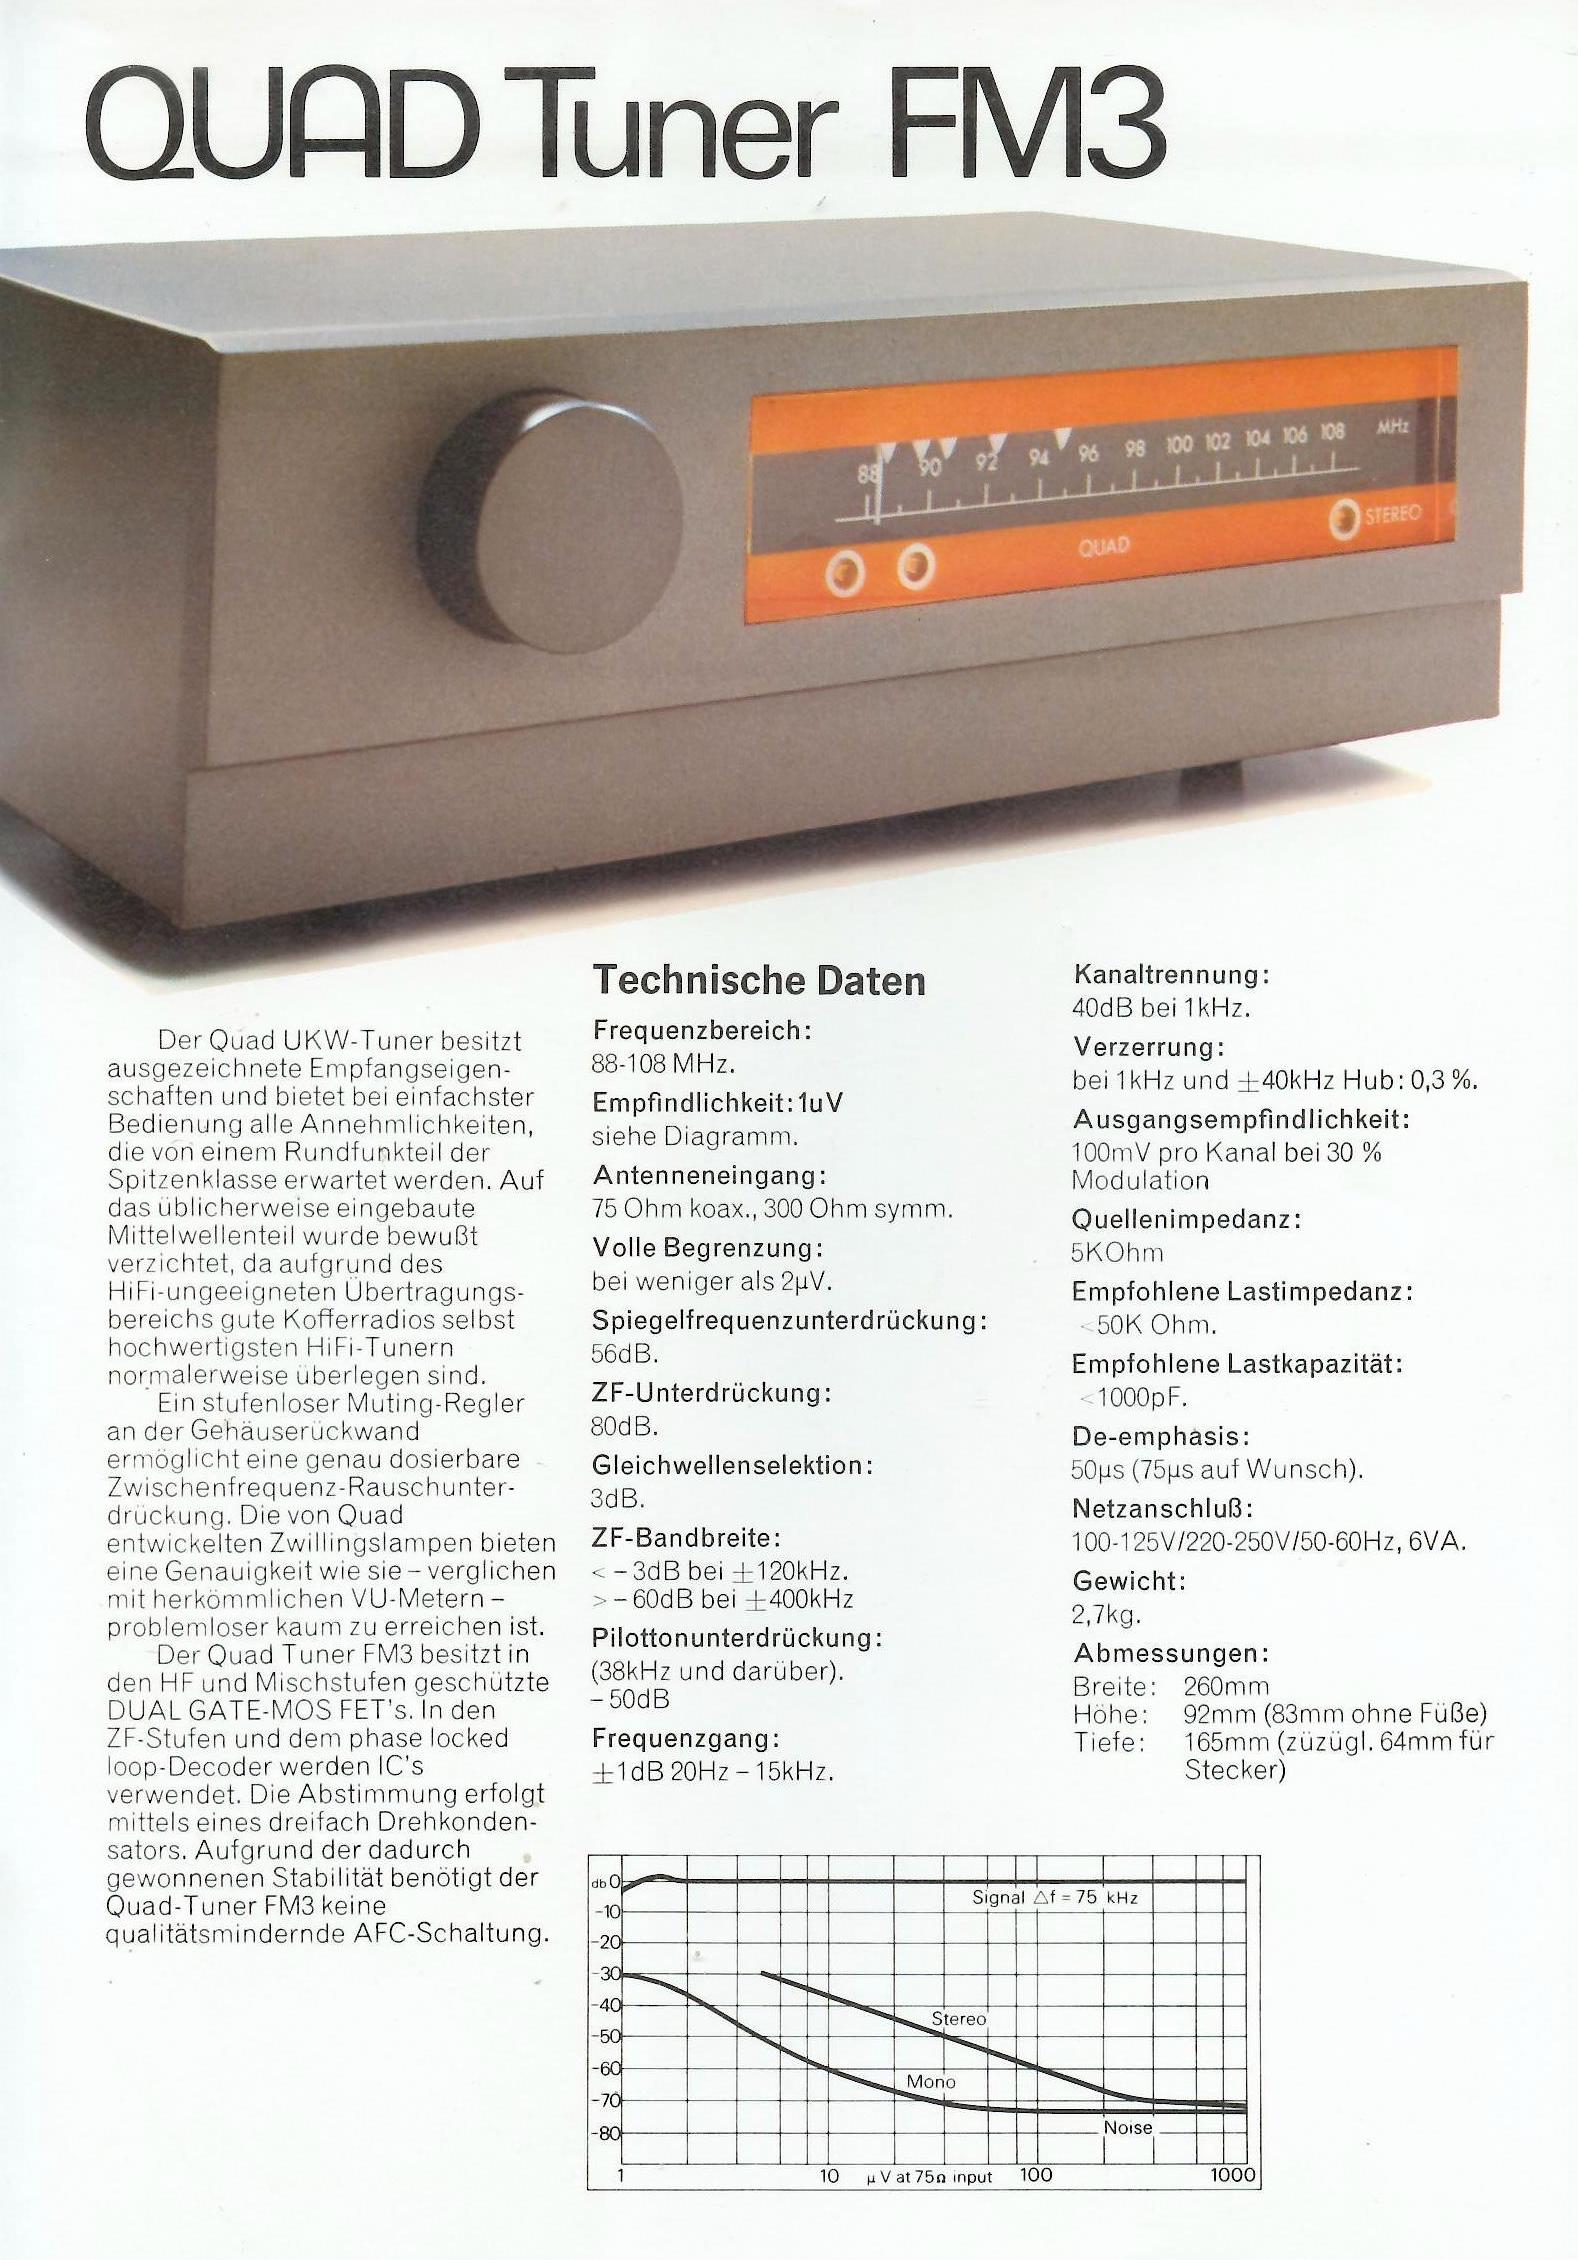 QUAD Tuner FM3
88 90 92 94 96 98 100 102 104 106 108 MHz
QUAD
STEREO
Der Quad UKW-Tuner besitzt
ausgezeichnete Empfangseigen-
schaften und bietet bei einfachster
Bedienung alle Annehmlichkeiten,
die von einem Rundfunkteil der
Spitzenklasse erwartet werden. Auf
das üblicherweise eingebaute
Mittelwellenteil wurde bewußt
verzichtet, da aufgrund des
HiFi-ungeeigneten Übertragungs-
bereichs gute Kofferradios selbst
hochwertigsten HiFi-Tunern
normalerweise überlegen sind.
Ein stufenloser Muting-Regler
an der Gehäuserückwand
ermöglicht eine genau dosierbare
Zwischenfrequenz-Rauschunter-
drückung. Die von Quad
entwickelten Zwillingslampen bieten
eine Genauigkeit wie sie – verglichen
mit herkömmlichen VU-Metern –
problemloser kaum zu erreichen ist.
Der Quad Tuner FM3 besitzt in
den HF und Mischstufen geschützte
DUAL GATE-MOS FET's. In den
ZF-Stufen und dem phase locked
loop-Decoder werden IC's
verwendet. Die Abstimmung erfolgt
mittels eines dreifach Drehkonden-
sators. Aufgrund der dadurch
gewonnenen Stabilität benötigt der
Quad-Tuner FM3 keine
qualitätsmindernde AFC-Schaltung.
Technische Daten
Frequenzbereich:
88-108 MHz.
Empfindlichkeit: 1uV
siehe Diagramm.
Antenneneingang:
75 Ohm koax., 300 Ohm symm.
Volle Begrenzung:
bei weniger als 2µV.
Spiegelfrequenzunterdrückung:
56dB.
ZF-Unterdrückung:
80dB.
Gleichwellenselektion:
3dB.
ZF-Bandbreite:
< – 3dB bei ±120kHz.
> – 60dB bei ±400kHz
Pilottonunterdrückung:
(38kHz und darüber).
– 50dB
Frequenzgang:
±1dB 20Hz – 15kHz.
Kanaltrennung:
40dB bei 1kHz.
Verzerrung:
bei 1kHz und ±40kHz Hub: 0,3 %.
Ausgangsempfindlichkeit:
100mV pro Kanal bei 30 %
Modulation
Quellenimpedanz:
5KOhm
Empfohlene Lastimpedanz:
<50K Ohm.
Empfohlene Lastkapazität:
<1000pF.
De-emphasis:
50µs (75µs auf Wunsch).
Netzanschluß:
100-125V/220-250V/50-60Hz, 6VA.
Gewicht:
2,7kg.
Abmessungen:
Breite: 260mm
Höhe: 92mm (83mm ohne Füße)
Tiefe: 165mm (züzügl. 64mm für
Stecker)
db 0
Signal △f = 75 kHz
-10
-20
-30
-40
Stereo
-50
-60
Mono
-70
Noise
-80
1 10 µV at 75Ω input 100 1000